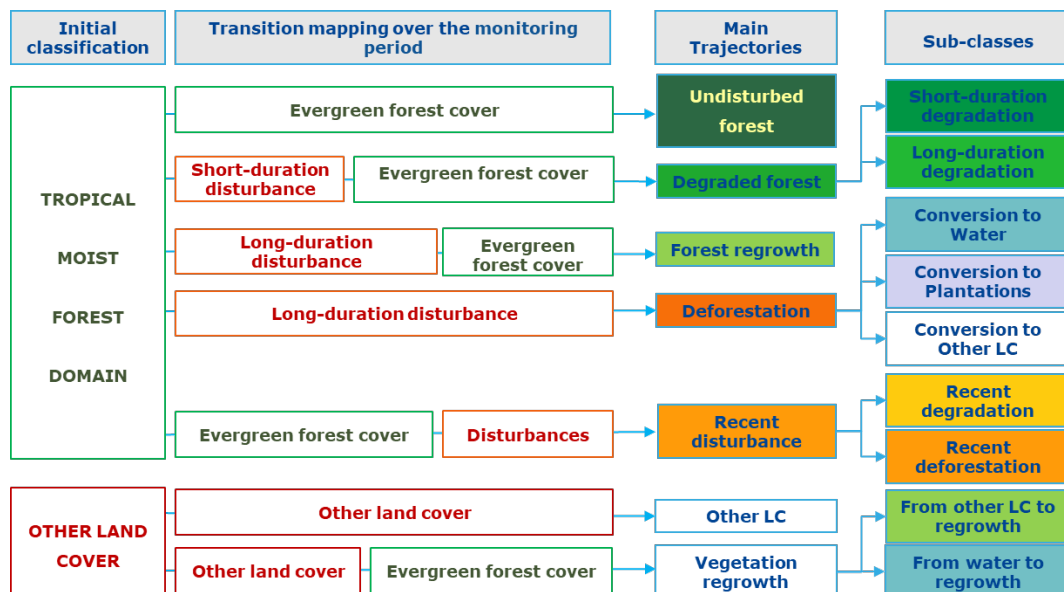 Initial
classification
Transition mapping over the monitoring
period
Main
Trajectories
Sub-classes
TROPICAL
MOIST
FOREST
DOMAIN
Evergreen forest cover
Undisturbed
forest
Short-duration
degradation
Long-duration
degradation
Short-duration
disturbance
Evergreen forest cover
Degraded forest
Long-duration
disturbance
Evergreen
forest cover
Forest regrowth
Conversion to
Water
Conversion to
Plantations
Conversion to
Other LC
Long-duration disturbance
Deforestation
Evergreen forest cover
Disturbances
Recent
disturbance
Recent
degradation
Recent
deforestation
OTHER LAND
COVER
Other land cover
Other LC
From other LC to
regrowth
Other land cover
Evergreen forest cover
Vegetation
regrowth
From water to
regrowth